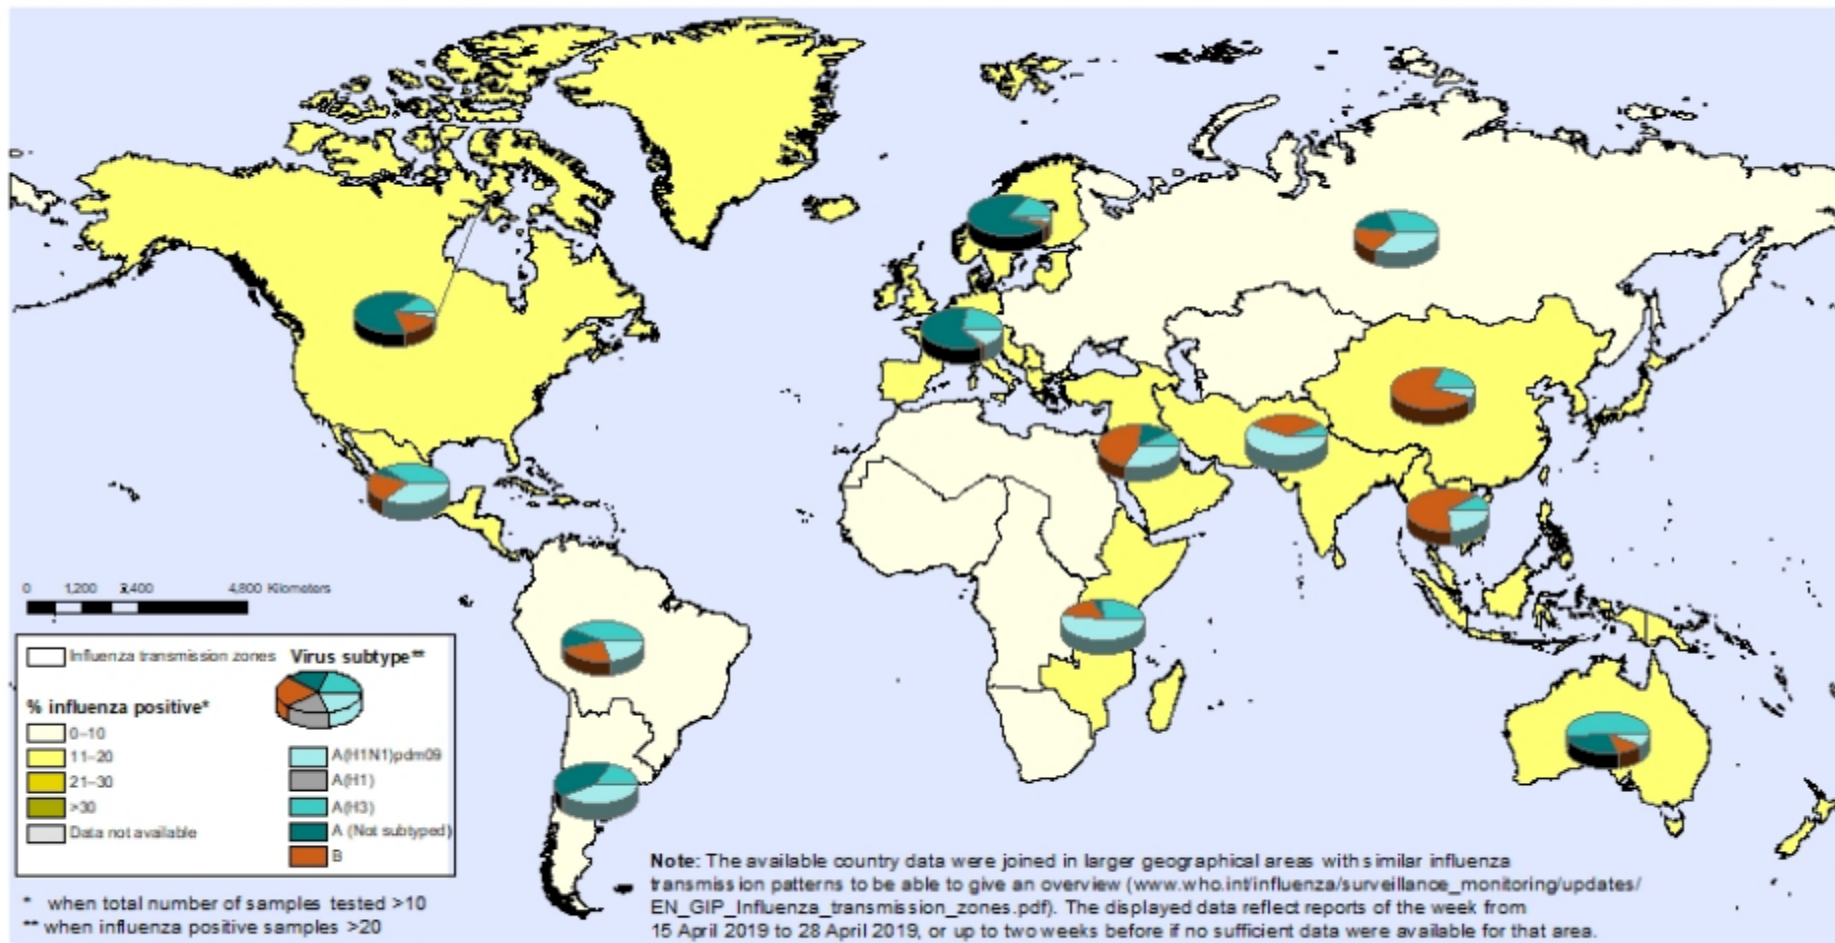 0 1,200 2,400 4,800 Kilometers
Influenza transmission zones
Virus subtype**
% influenza positive*
0–10
11–20
21–30
>30
Data not available
A(H1N1)pdm09
A(H1)
A(H3)
A (Not subtyped)
B
* when total number of samples tested >10
** when influenza positive samples >20
Note: The available country data were joined in larger geographical areas with similar influenza
transmission patterns to be able to give an overview (www.who.int/influenza/surveillance_monitoring/updates/
EN_GIP_Influenza_transmission_zones.pdf). The displayed data reflect reports of the week from
15 April 2019 to 28 April 2019, or up to two weeks before if no sufficient data were available for that area.